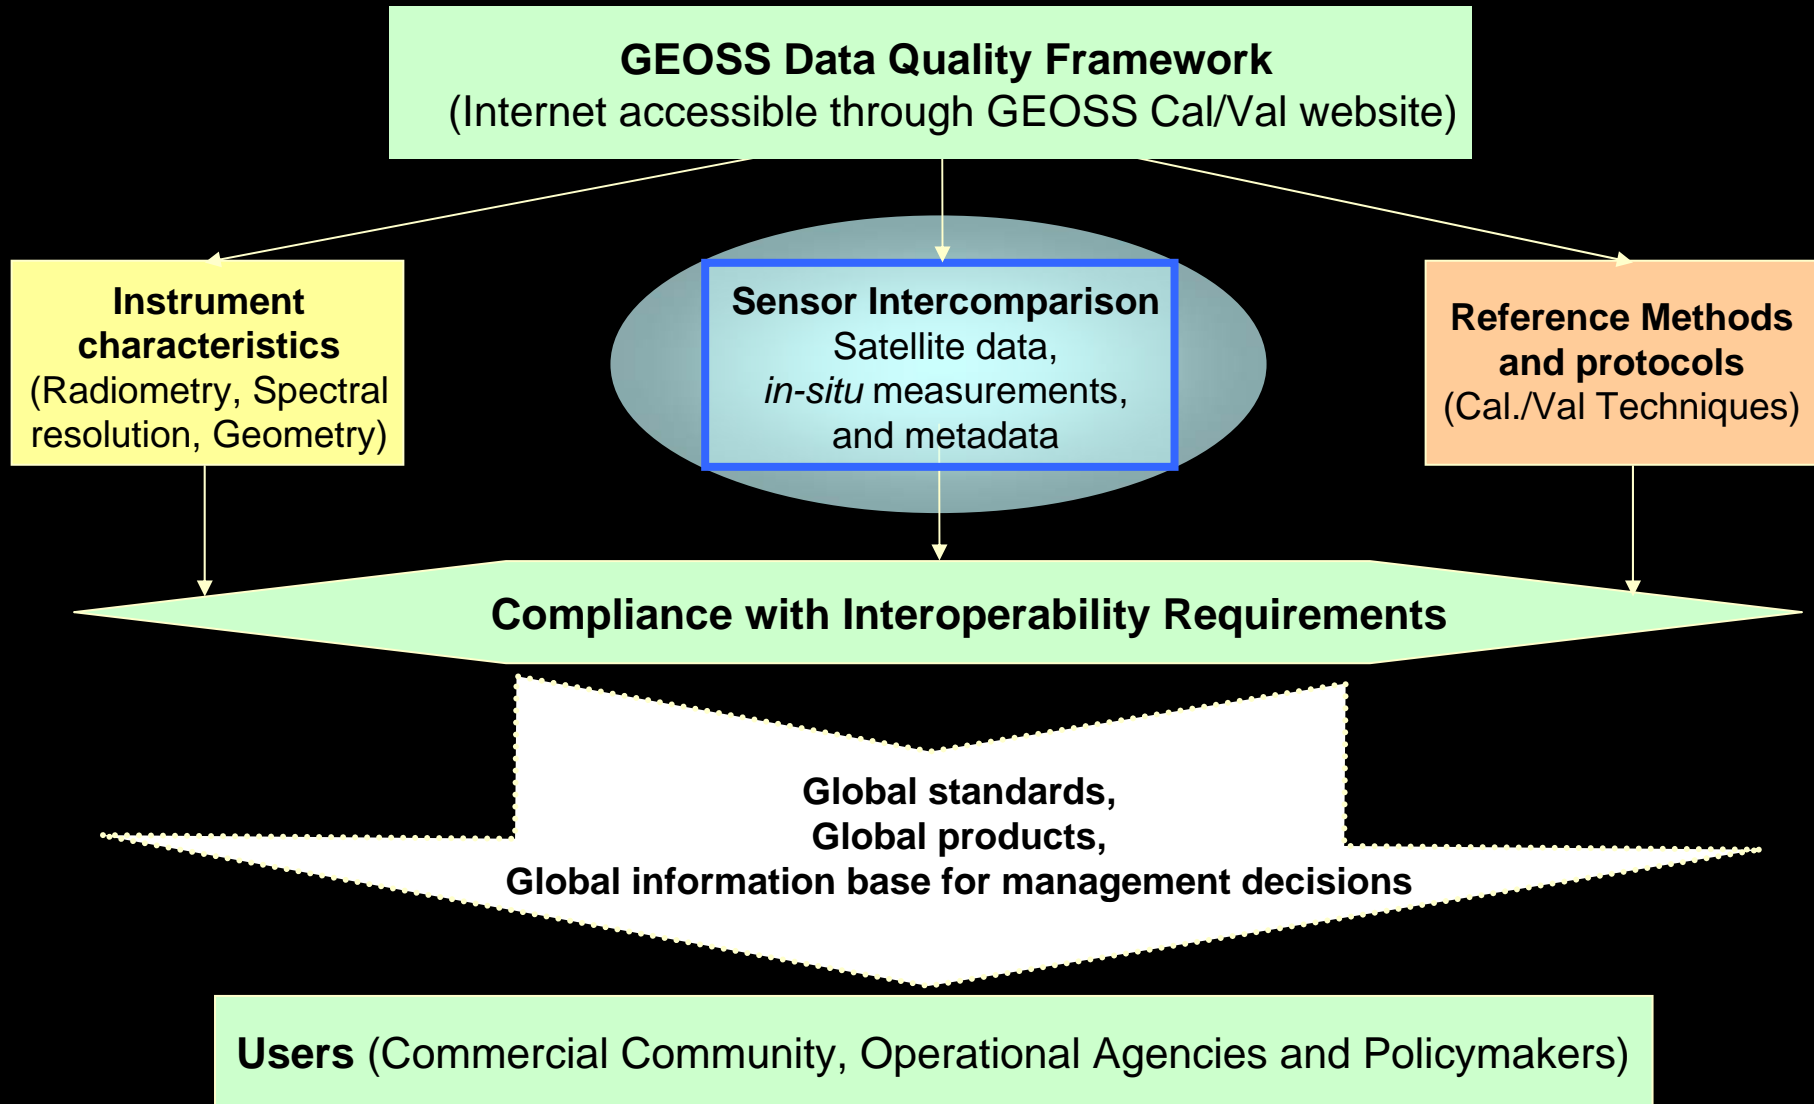 GEOSS Data Quality Framework
(Internet accessible through GEOSS Cal/Val website)
Instrument
characteristics
(Radiometry, Spectral
resolution, Geometry)
Sensor Intercomparison
Satellite data,
in-situ measurements,
and metadata
Reference Methods
and protocols
(Cal./Val Techniques)
Compliance with Interoperability Requirements
Global standards,
Global products,
Global information base for management decisions
Users (Commercial Community, Operational Agencies and Policymakers)